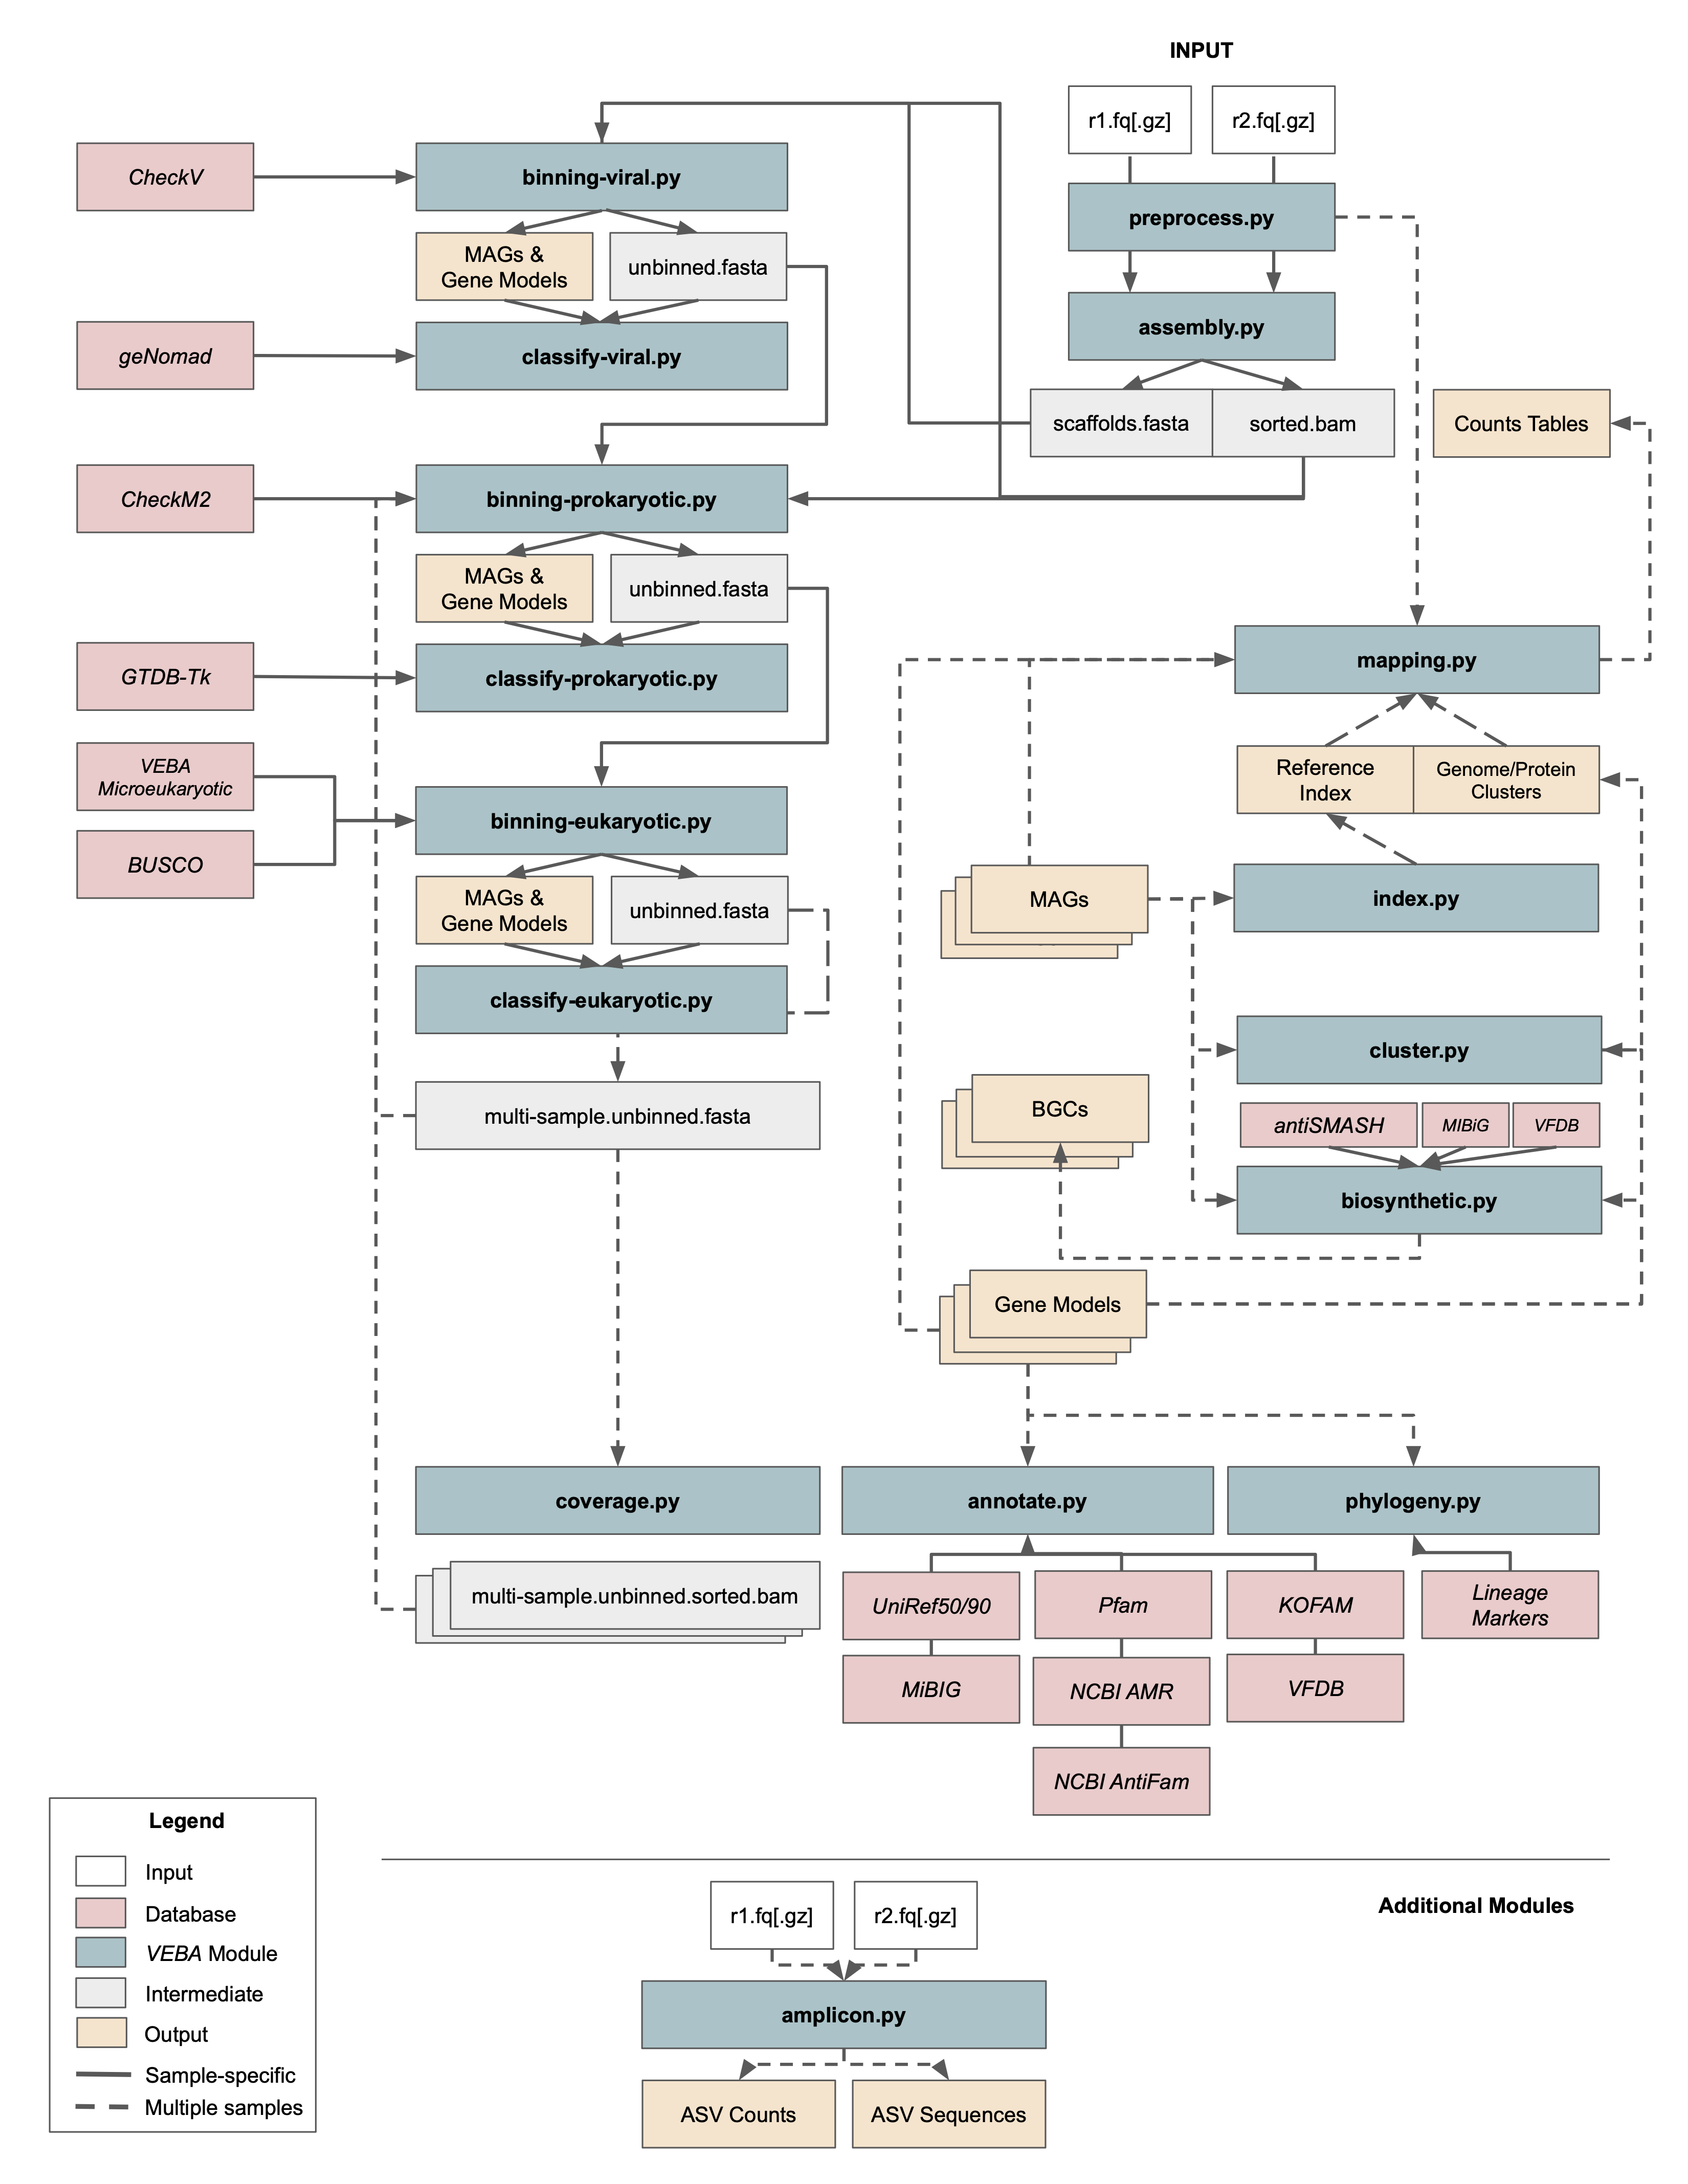 INPUT
r1.fq[.gz]
r2.fq[.gz]
preprocess.py
assembly.py
scaffolds.fasta
sorted.bam
Counts Tables
CheckV
binning-viral.py
MAGs &
Gene Models
unbinned.fasta
geNomad
classify-viral.py
CheckM2
binning-prokaryotic.py
MAGs &
Gene Models
unbinned.fasta
GTDB-Tk
classify-prokaryotic.py
VEBA
Microeukaryotic
BUSCO
binning-eukaryotic.py
MAGs &
Gene Models
unbinned.fasta
classify-eukaryotic.py
multi-sample.unbinned.fasta
coverage.py
multi-sample.unbinned.sorted.bam
mapping.py
Reference
Index
Genome/Protein
Clusters
MAGs
index.py
cluster.py
BGCs
antiSMASH
MIBiG
VFDB
biosynthetic.py
Gene Models
annotate.py
phylogeny.py
UniRef50/90
Pfam
KOFAM
Lineage
Markers
MiBIG
NCBI AMR
VFDB
NCBI AntiFam
Legend
Input
Database
VEBA Module
Intermediate
Output
Sample-specific
Multiple samples
Additional Modules
r1.fq[.gz]
r2.fq[.gz]
amplicon.py
ASV Counts
ASV Sequences